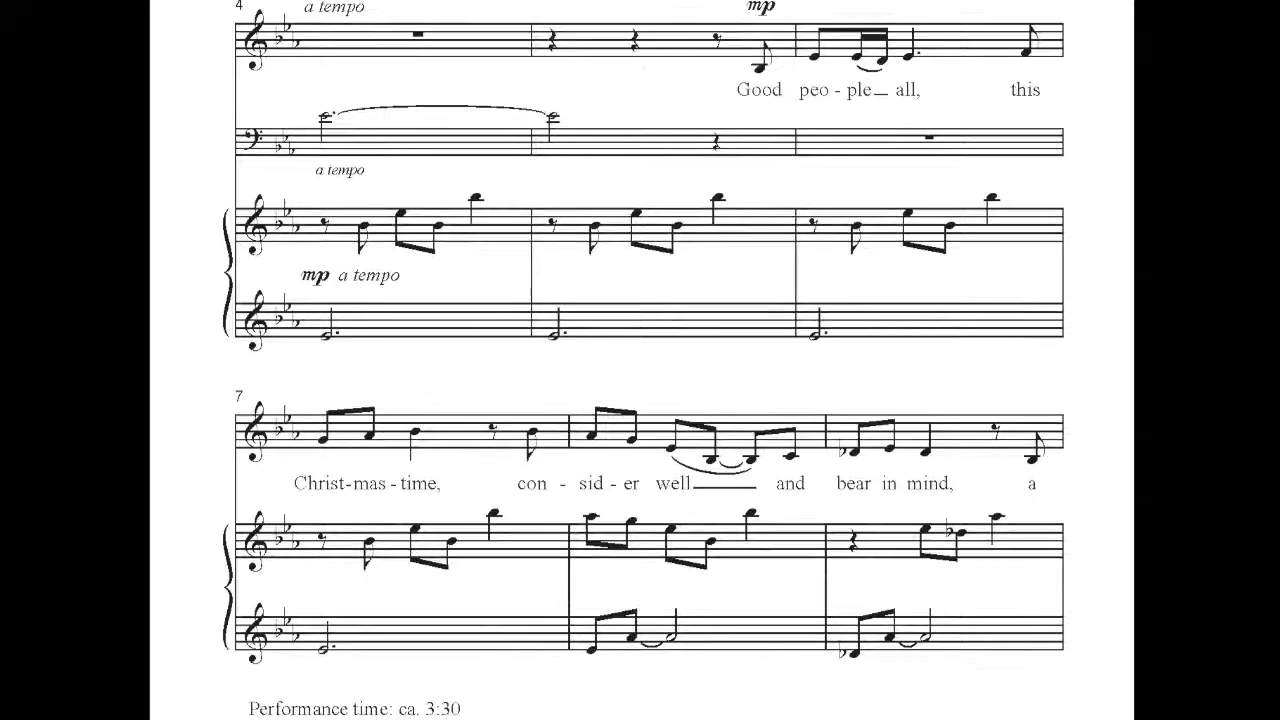 4
a tempo
mp
Good peo - ple all, this
a tempo
mp a tempo
7
Christ - mas - time, con - sid - er well and bear in mind, a
Performance time: ca. 3:30